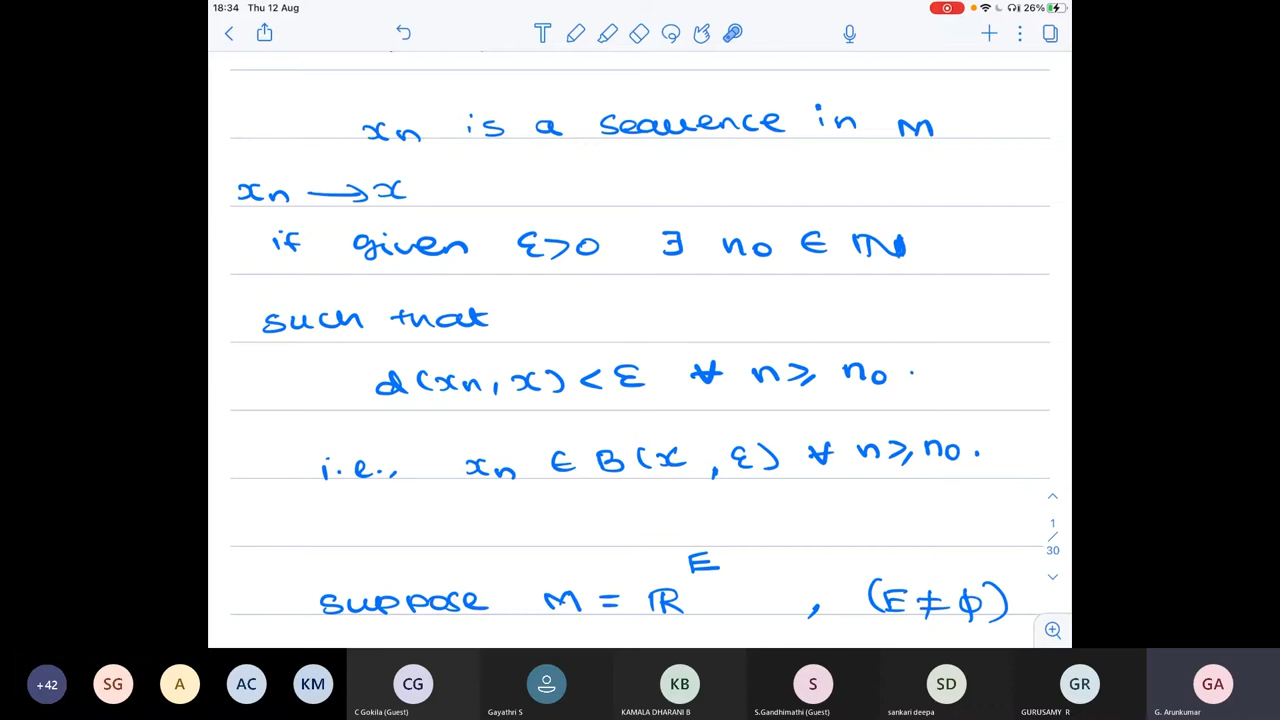 18:34 Thu 12 Aug
26%
xn is a sequence in M
xn → x
if given ε>0 ∃ n₀ ∈ ℕ
such that
d(xn, x) < ε ∀ n ≥ n₀.
i.e., xn ∈ B(x, ε) ∀ n ≥ n₀.
1
/
30
suppose M = ℝ^E, (E ≠ φ)
+42
SG
A
AC
KM
CG
KB
S
SD
GR
GA
C Gokila (Guest)
Gayathri S
KAMALA DHARANI B
S.Gandhimathi (Guest)
sankari deepa
GURUSAMY R
G. Arunkumar